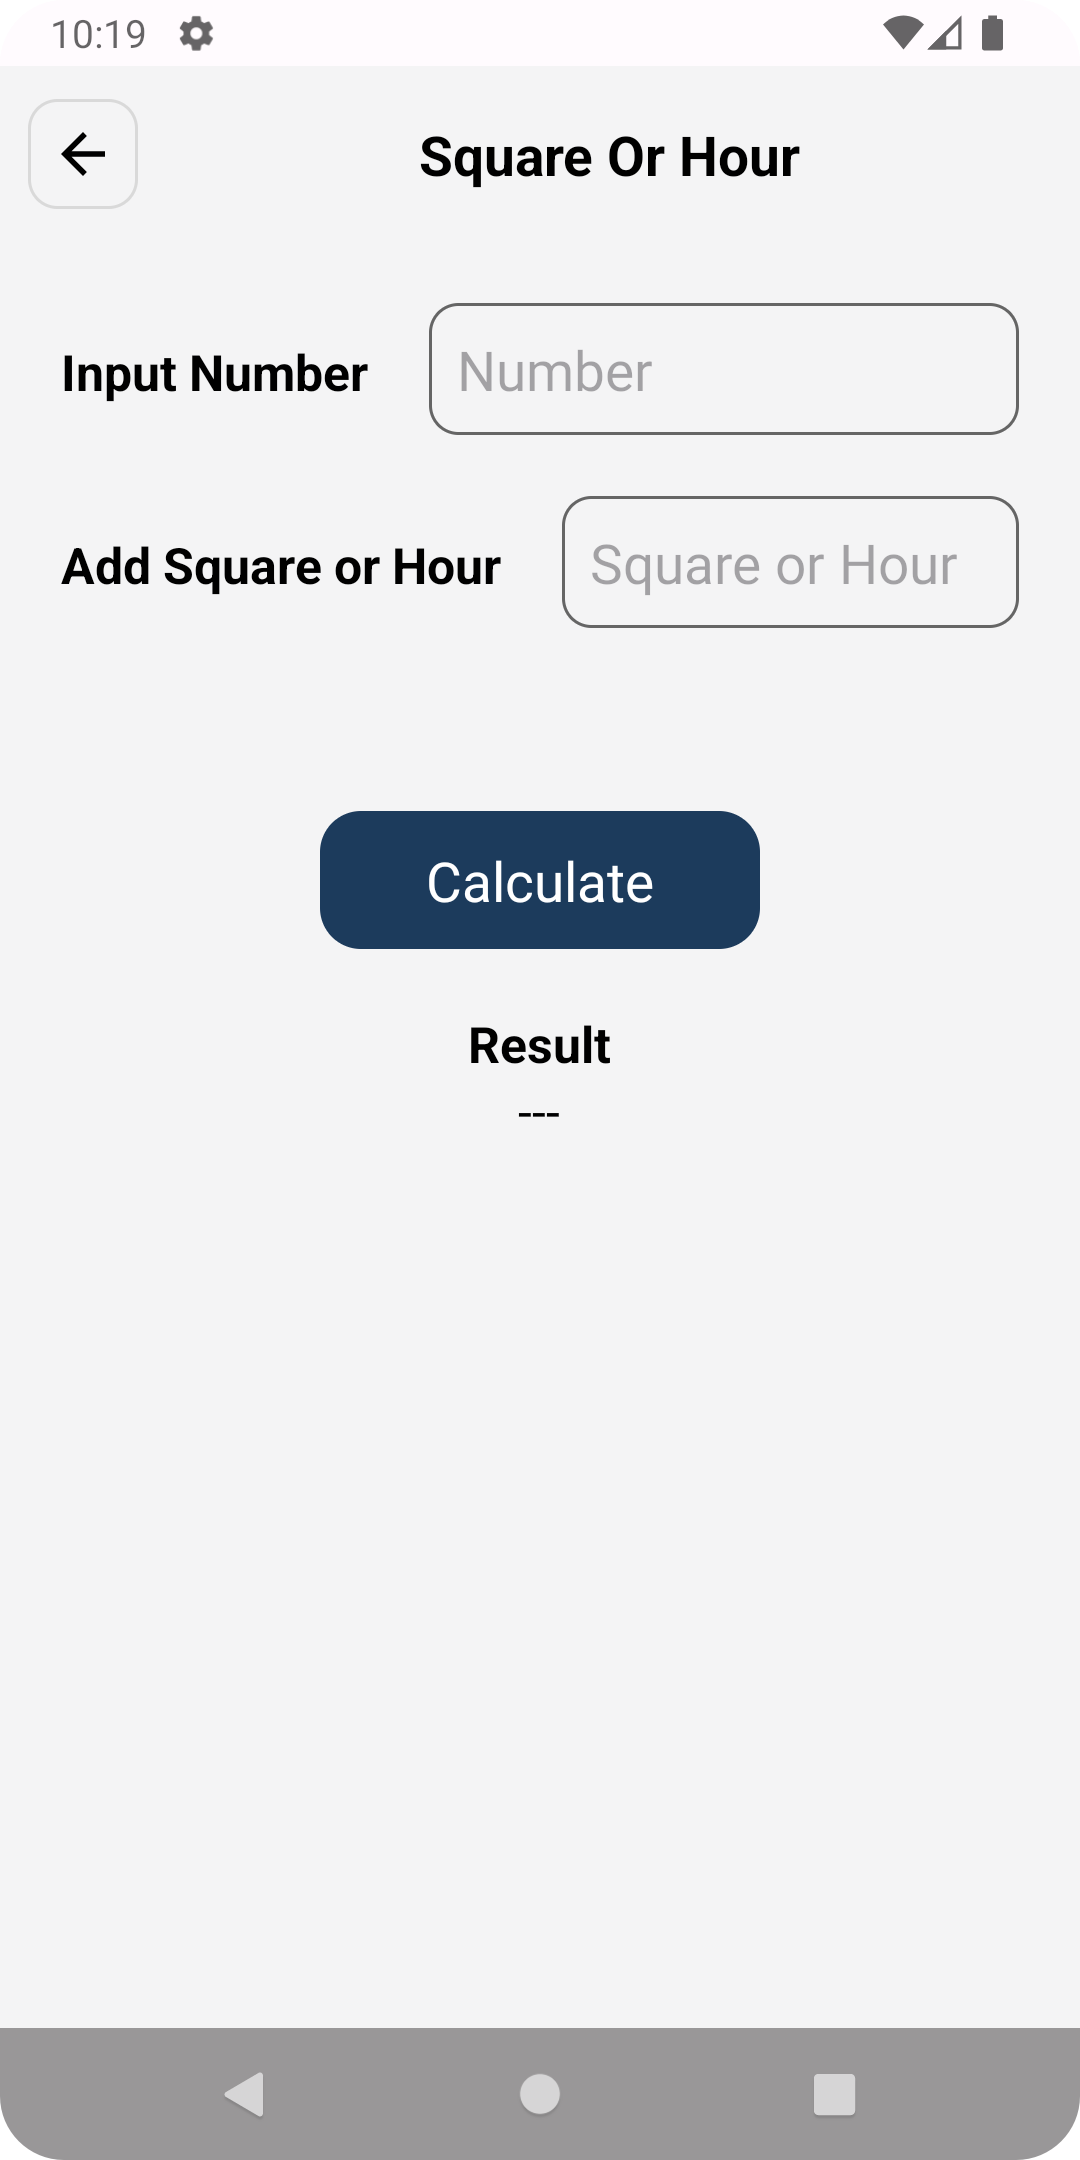 10:19
Square Or Hour
Input Number
Number
Add Square or Hour
Square or Hour
Calculate
Result
---